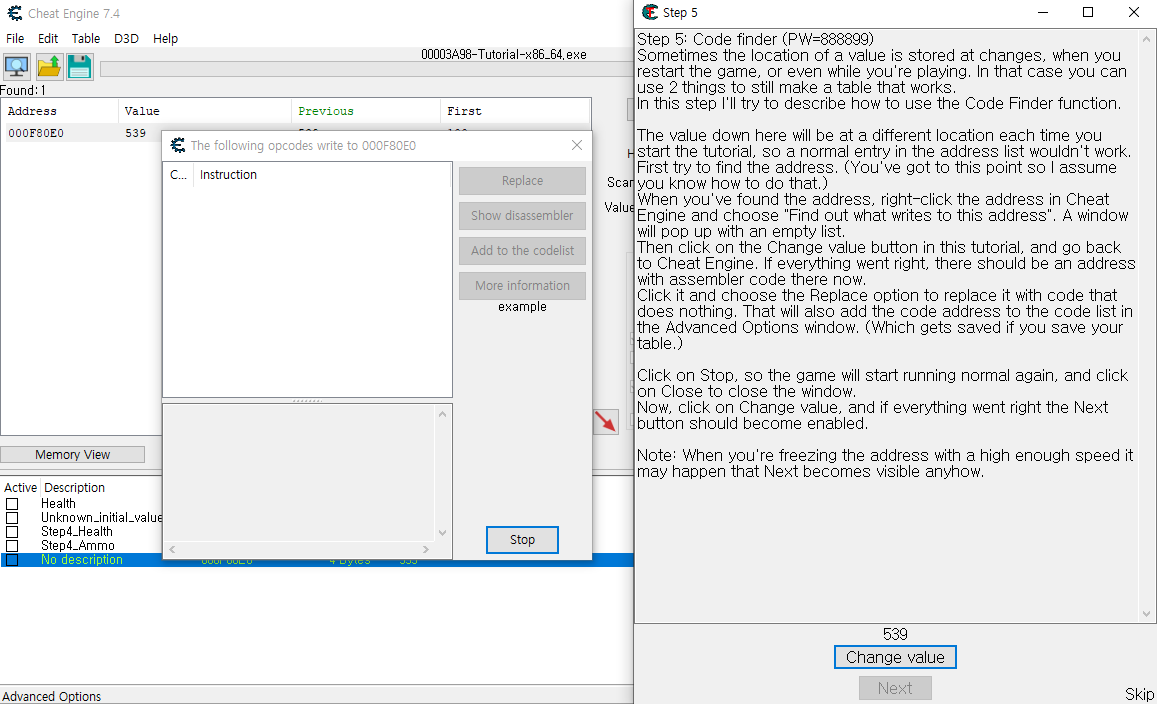 Cheat Engine 7.4
File Edit Table D3D Help
00003A98-Tutorial-x86_64.exe
Found:1
Address Value Previous First
000F80E0 539
The following opcodes write to 000F80E0
C... Instruction
Replace
Show disassembler
Add to the codelist
More information
example
Stop
Scan
Value
Memory View
Active Description
Health
Unknown_initial_value
Step4_Health
Step4_Ammo
No description 000F80E0 4 Bytes 539
Advanced Options
Step 5
Step 5: Code finder (PW=888899)
Sometimes the location of a value is stored at changes, when you
restart the game, or even while you're playing. In that case you can
use 2 things to still make a table that works.
In this step I'll try to describe how to use the Code Finder function.
The value down here will be at a different location each time you
start the tutorial, so a normal entry in the address list wouldn't work.
First try to find the address. (You've got to this point so I assume
you know how to do that.)
When you've found the address, right-click the address in Cheat
Engine and choose "Find out what writes to this address". A window
will pop up with an empty list.
Then click on the Change value button in this tutorial, and go back
to Cheat Engine. If everything went right, there should be an address
with assembler code there now.
Click it and choose the Replace option to replace it with code that
does nothing. That will also add the code address to the code list in
the Advanced Options window. (Which gets saved if you save your
table.)
Click on Stop, so the game will start running normal again, and click
on Close to close the window.
Now, click on Change value, and if everything went right the Next
button should become enabled.
Note: When you're freezing the address with a high enough speed it
may happen that Next becomes visible anyhow.
539
Change value
Next
Skip